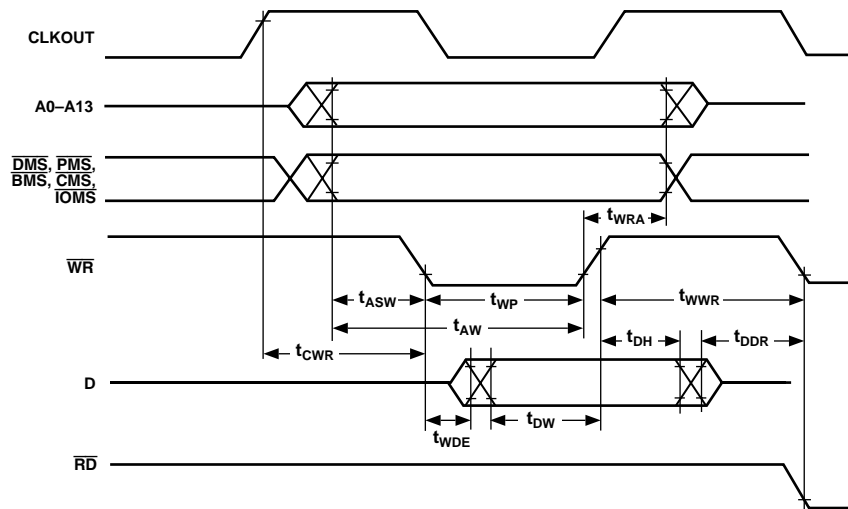 CLKOUT
A0–A13
DMS, PMS,
BMS, CMS,
IOMS
tWRA
WR
tASW
tWP
tWWR
tAW
tCWR
tDH
tDDR
D
tWDE
tDW
RD